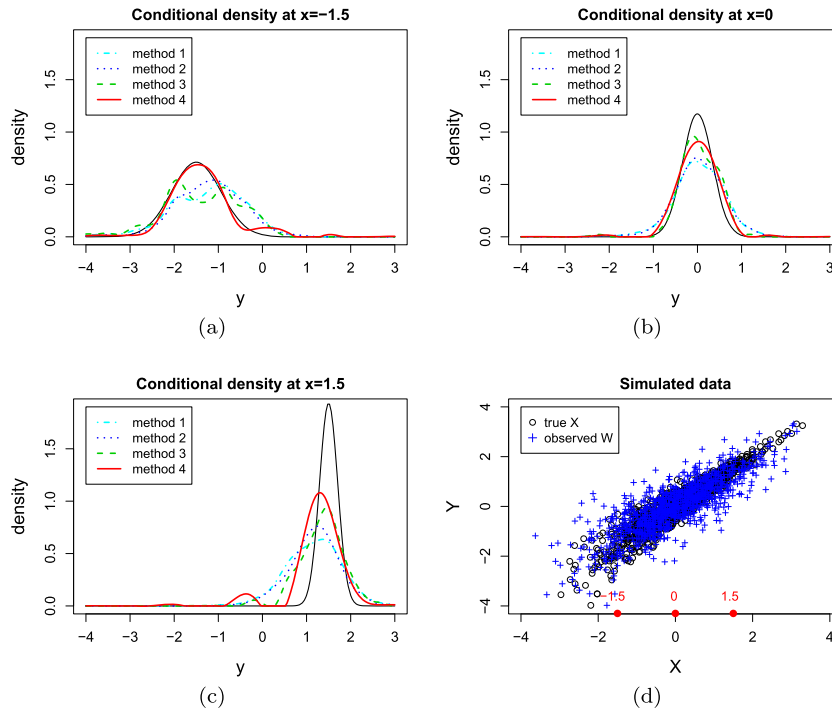 Conditional density at x=−1.5
method 1
method 2
method 3
method 4
density
0.0 0.5 1.0 1.5
−4 −3 −2 −1 0 1 2 3
y
(a)
Conditional density at x=0
method 1
method 2
method 3
method 4
density
0.0 0.5 1.0 1.5
−4 −3 −2 −1 0 1 2 3
y
(b)
Conditional density at x=1.5
method 1
method 2
method 3
method 4
density
0.0 0.5 1.0 1.5
−4 −3 −2 −1 0 1 2 3
y
(c)
Simulated data
true X
observed W
Y
−4 −2 0 2 4
−1.5 0 1.5
−4 −2 0 2 4
X
(d)